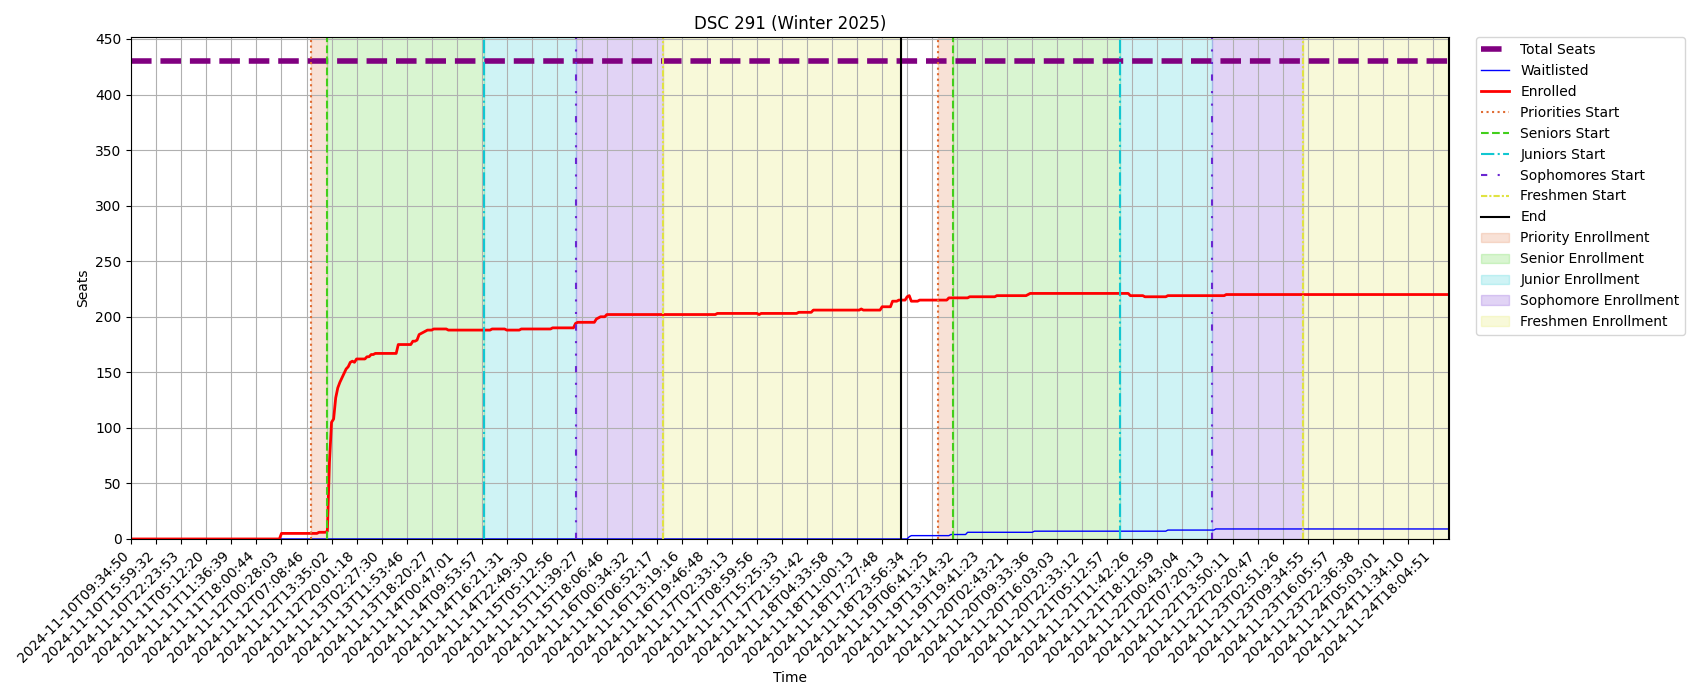 DSC 291 (Winter 2025)
450
400
350
300
250
200
150
100
50
0
Seats
2024-11-10T09:34:50
2024-11-10T15:59:32
2024-11-10T22:23:53
2024-11-11T05:12:20
2024-11-11T11:36:39
2024-11-11T18:00:44
2024-11-12T00:28:03
2024-11-12T07:08:46
2024-11-12T13:35:02
2024-11-12T20:01:18
2024-11-13T03:27:30
2024-11-13T11:53:46
2024-11-13T18:20:27
2024-11-14T00:47:01
2024-11-14T09:53:57
2024-11-14T16:21:31
2024-11-14T22:49:30
2024-11-15T05:12:56
2024-11-15T11:39:27
2024-11-15T18:06:46
2024-11-16T00:34:32
2024-11-16T06:52:17
2024-11-16T13:19:16
2024-11-16T19:46:48
2024-11-17T02:33:13
2024-11-17T08:59:56
2024-11-17T15:25:33
2024-11-17T21:51:42
2024-11-18T04:33:58
2024-11-18T11:00:13
2024-11-18T17:27:48
2024-11-18T23:56:34
2024-11-19T06:41:25
2024-11-19T13:14:32
2024-11-19T19:41:23
2024-11-20T02:43:21
2024-11-20T09:33:36
2024-11-20T16:03:03
2024-11-20T22:33:12
2024-11-21T05:12:57
2024-11-21T11:42:26
2024-11-21T18:12:59
2024-11-22T00:43:04
2024-11-22T07:20:13
2024-11-22T13:50:11
2024-11-22T20:20:47
2024-11-23T02:51:26
2024-11-23T09:34:55
2024-11-23T16:05:57
2024-11-23T22:36:38
2024-11-24T05:03:01
2024-11-24T11:34:10
2024-11-24T18:04:51
Time
Total Seats
Waitlisted
Enrolled
Priorities Start
Seniors Start
Juniors Start
Sophomores Start
Freshmen Start
End
Priority Enrollment
Senior Enrollment
Junior Enrollment
Sophomore Enrollment
Freshmen Enrollment